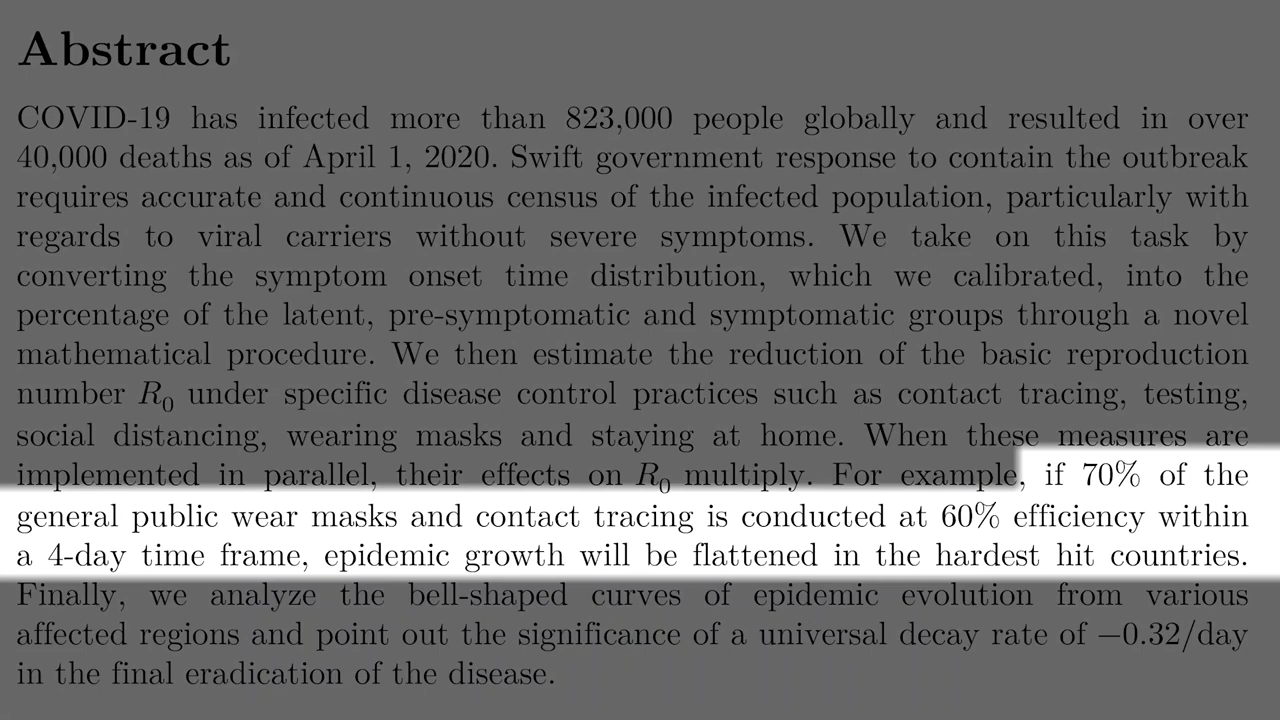 Abstract
COVID-19 has infected more than 823,000 people globally and resulted in over
40,000 deaths as of April 1, 2020. Swift government response to contain the outbreak
requires accurate and continuous census of the infected population, particularly with
regards to viral carriers without severe symptoms. We take on this task by
converting the symptom onset time distribution, which we calibrated, into the
percentage of the latent, pre-symptomatic and symptomatic groups through a novel
mathematical procedure. We then estimate the reduction of the basic reproduction
number R₀ under specific disease control practices such as contact tracing, testing,
social distancing, wearing masks and staying at home. When these measures are
implemented in parallel, their effects on R₀ multiply. For example, if 70% of the
general public wear masks and contact tracing is conducted at 60% efficiency within
a 4-day time frame, epidemic growth will be flattened in the hardest hit countries.
Finally, we analyze the bell-shaped curves of epidemic evolution from various
affected regions and point out the significance of a universal decay rate of −0.32/day
in the final eradication of the disease.